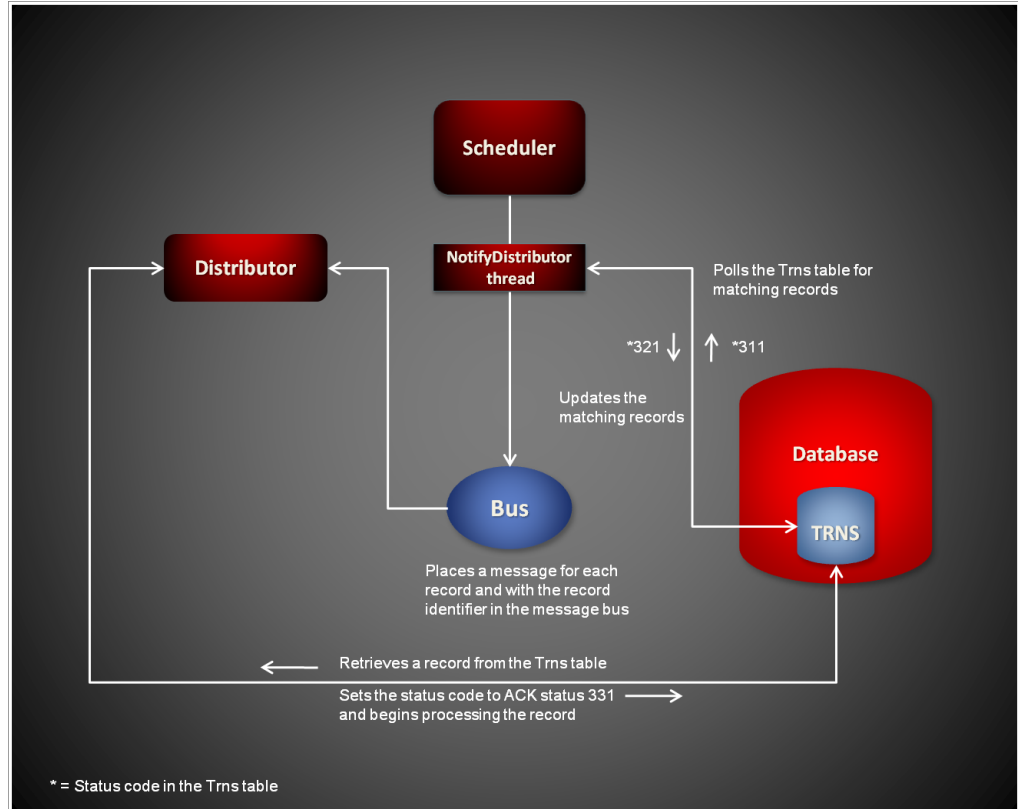 Scheduler
NotifyDistributor
thread
Distributor
Polls the Trns table for
matching records
*321
*311
Updates the
matching records
Database
TRNS
Bus
Places a message for each
record and with the record
identifier in the message bus
Retrieves a record from the Trns table
Sets the status code to ACK status 331
and begins processing the record
* = Status code in the Trns table